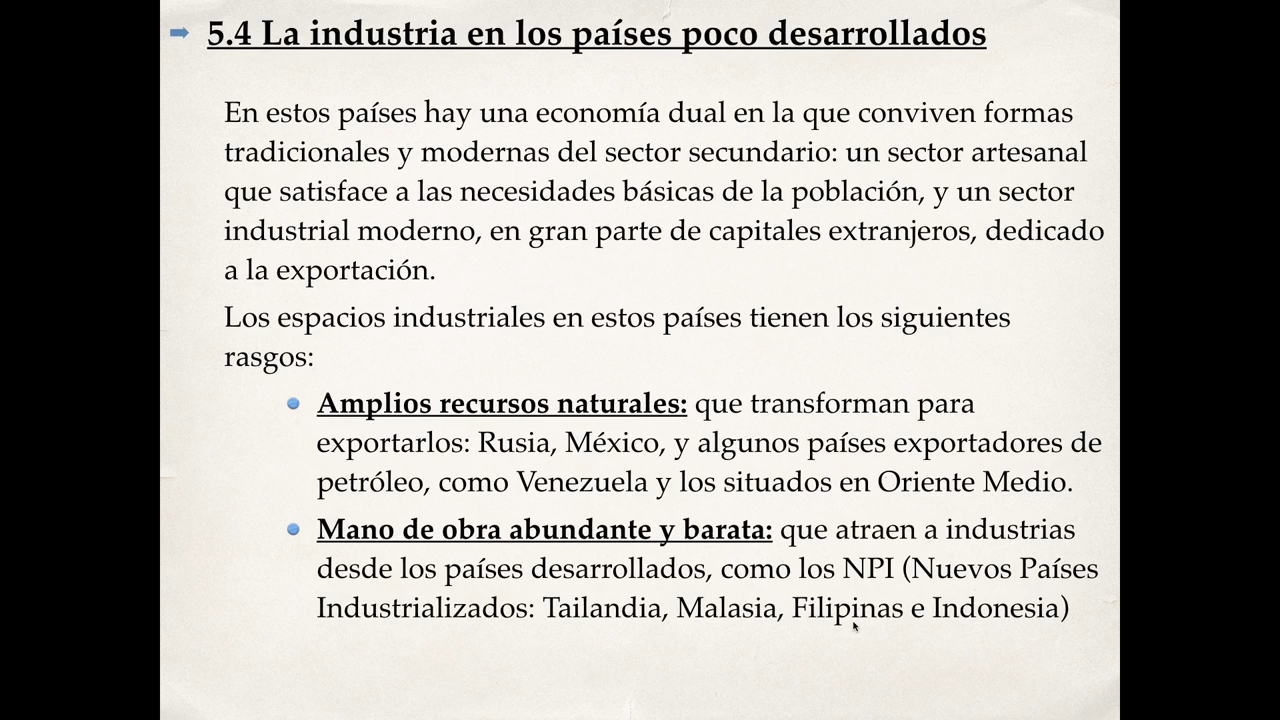 5.4 La industria en los países poco desarrollados
En estos países hay una economía dual en la que conviven formas
tradicionales y modernas del sector secundario: un sector artesanal
que satisface a las necesidades básicas de la población, y un sector
industrial moderno, en gran parte de capitales extranjeros, dedicado
a la exportación.
Los espacios industriales en estos países tienen los siguientes
rasgos:
Amplios recursos naturales: que transforman para
exportarlos: Rusia, México, y algunos países exportadores de
petróleo, como Venezuela y los situados en Oriente Medio.
Mano de obra abundante y barata: que atraen a industrias
desde los países desarrollados, como los NPI (Nuevos Países
Industrializados: Tailandia, Malasia, Filipinas e Indonesia)